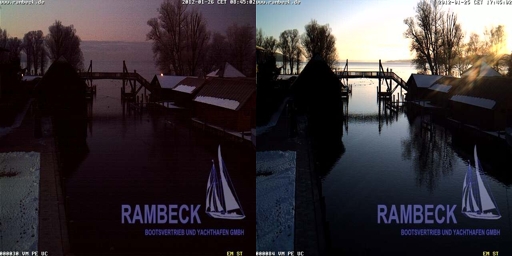 www.rambeck.de 2012-01-26 CET 08:45:02
RAMBECK
BOOTSVERTRIEB UND YACHTHAFEN GMBH
000030 VM PE UC EM ST
www.rambeck.de 2012-01-25 CET 17:45:02
RAMBECK
BOOTSVERTRIEB UND YACHTHAFEN GMBH
000084 VM PE UC EM ST